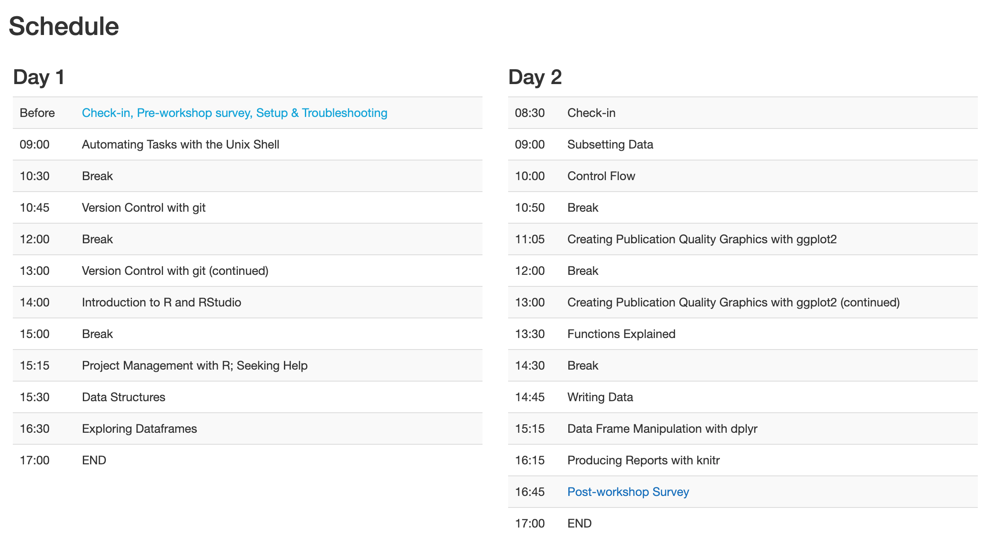 Schedule
Day 1
Before Check-in, Pre-workshop survey, Setup & Troubleshooting
09:00 Automating Tasks with the Unix Shell
10:30 Break
10:45 Version Control with git
12:00 Break
13:00 Version Control with git (continued)
14:00 Introduction to R and RStudio
15:00 Break
15:15 Project Management with R; Seeking Help
15:30 Data Structures
16:30 Exploring Dataframes
17:00 END
Day 2
08:30 Check-in
09:00 Subsetting Data
10:00 Control Flow
10:50 Break
11:05 Creating Publication Quality Graphics with ggplot2
12:00 Break
13:00 Creating Publication Quality Graphics with ggplot2 (continued)
13:30 Functions Explained
14:30 Break
14:45 Writing Data
15:15 Data Frame Manipulation with dplyr
16:15 Producing Reports with knitr
16:45 Post-workshop Survey
17:00 END